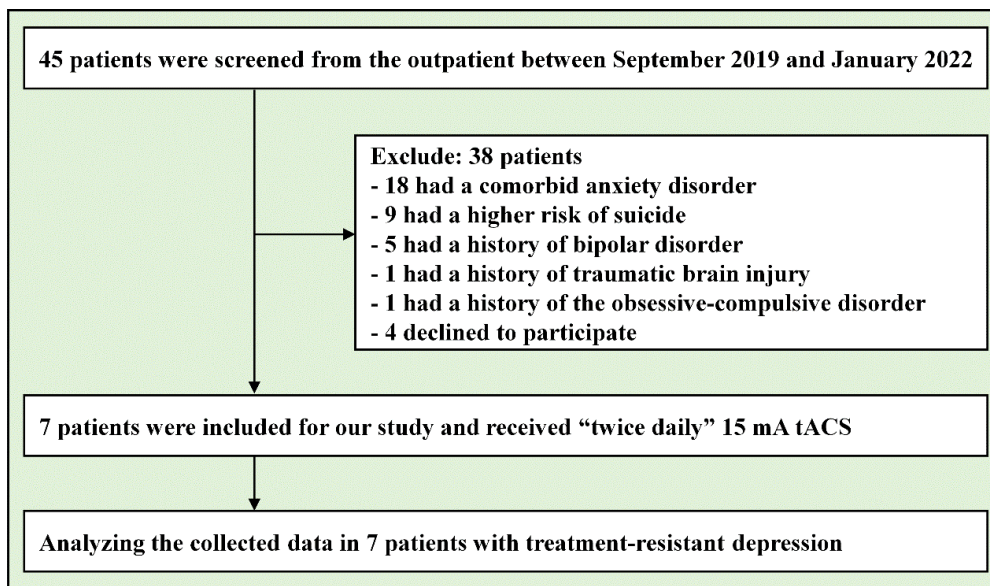 45 patients were screened from the outpatient between September 2019 and January 2022
Exclude: 38 patients
- 18 had a comorbid anxiety disorder
- 9 had a higher risk of suicide
- 5 had a history of bipolar disorder
- 1 had a history of traumatic brain injury
- 1 had a history of the obsessive-compulsive disorder
- 4 declined to participate
7 patients were included for our study and received “twice daily” 15 mA tACS
Analyzing the collected data in 7 patients with treatment-resistant depression